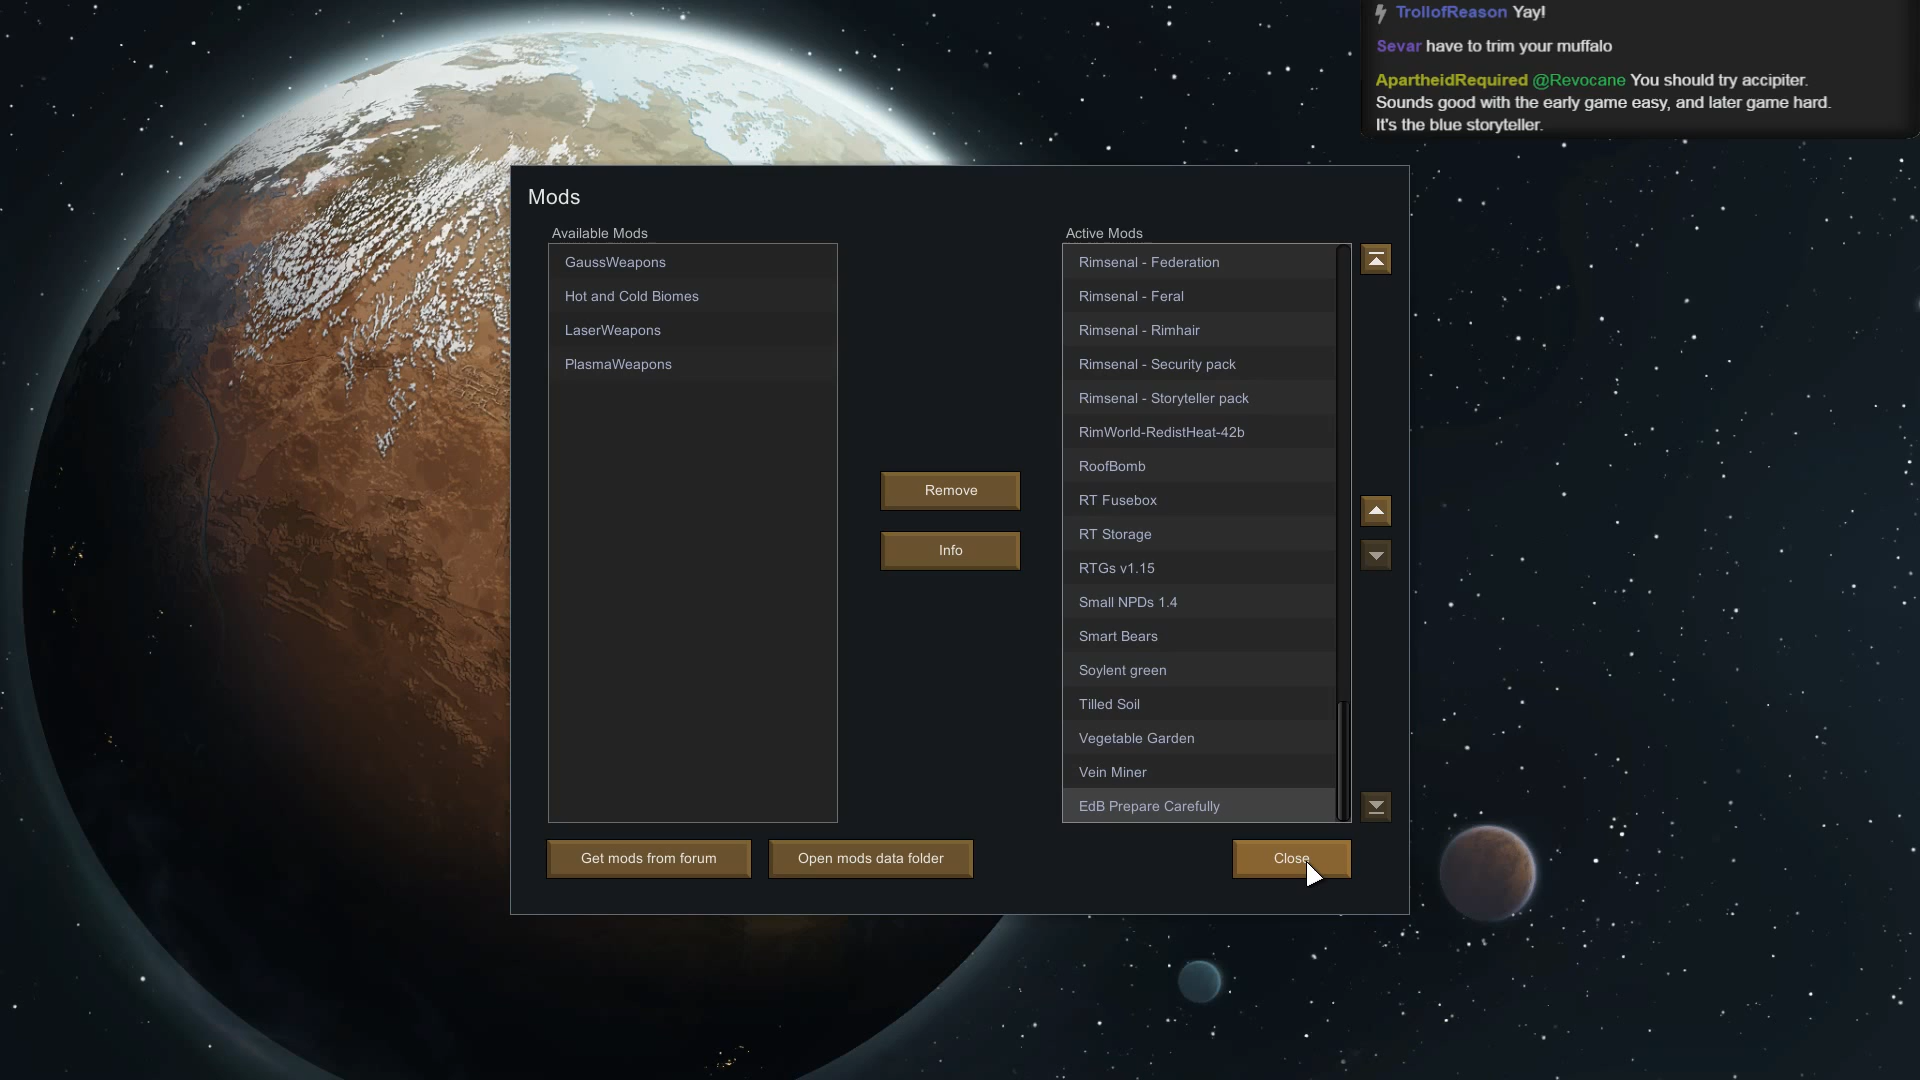 TrollofReason Yay!
Sevar have to trim your muffalo
ApartheidRequired @Revocane You should try accipiter.
Sounds good with the early game easy, and later game hard.
It's the blue storyteller.
Mods
Available Mods
GaussWeapons
Hot and Cold Biomes
LaserWeapons
PlasmaWeapons
Remove
Info
Active Mods
Rimsenal - Federation
Rimsenal - Feral
Rimsenal - Rimhair
Rimsenal - Security pack
Rimsenal - Storyteller pack
RimWorld-RedistHeat-42b
RoofBomb
RT Fusebox
RT Storage
RTGs v1.15
Small NPDs 1.4
Smart Bears
Soylent green
Tilled Soil
Vegetable Garden
Vein Miner
EdB Prepare Carefully
Get mods from forum
Open mods data folder
Close